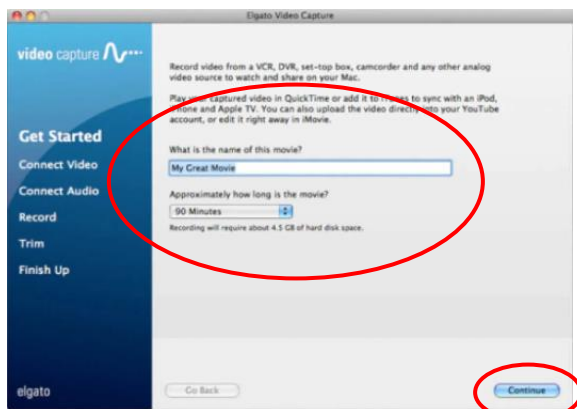 Elgato Video Capture
video capture
Record video from a VCR, DVR, set-top box, camcorder and any other analog
video source to watch and share on your Mac.
Play your captured video in QuickTime or add it to iTunes to sync with an iPod,
iPhone and Apple TV. You can also upload the video directly into your YouTube
account, or edit it right away in iMovie.
Get Started
Connect Video
Connect Audio
Record
Trim
Finish Up
What is the name of this movie?
My Great Movie
Approximately how long is the movie?
90 Minutes
Recording will require about 4.5 GB of hard disk space.
elgato
Go Back
Continue